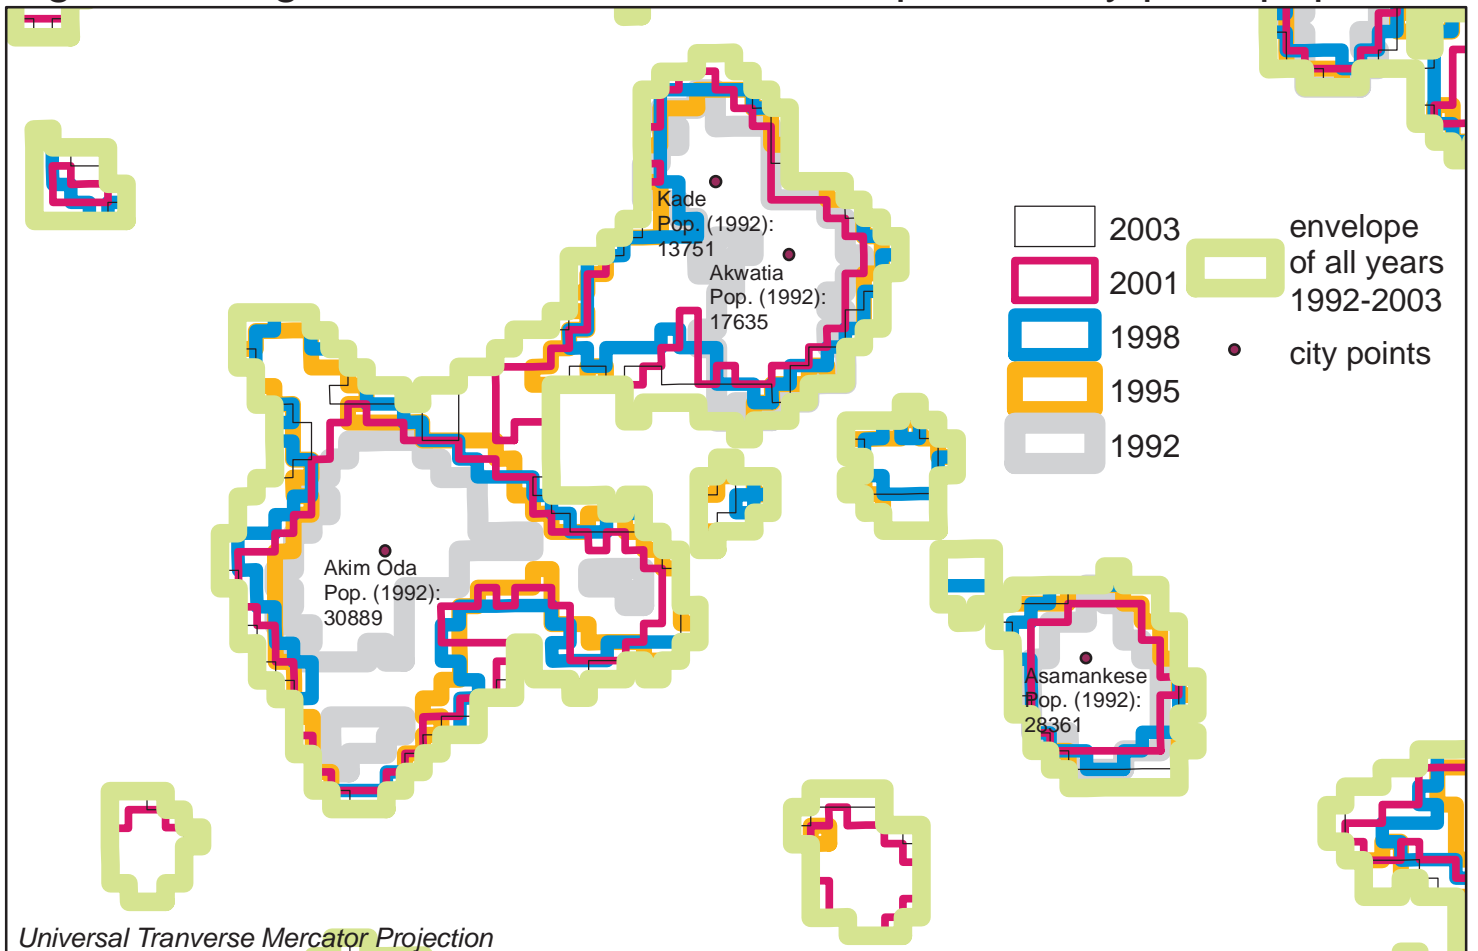 Kade
Pop. (1992):
13751
Akwatia
Pop. (1992):
17635
Akim Oda
Pop. (1992):
30889
Asamankese
Pop. (1992):
28361
2003
2001
1998
1995
1992
envelope
of all years
1992-2003
city points
Universal Tranverse Mercator Projection